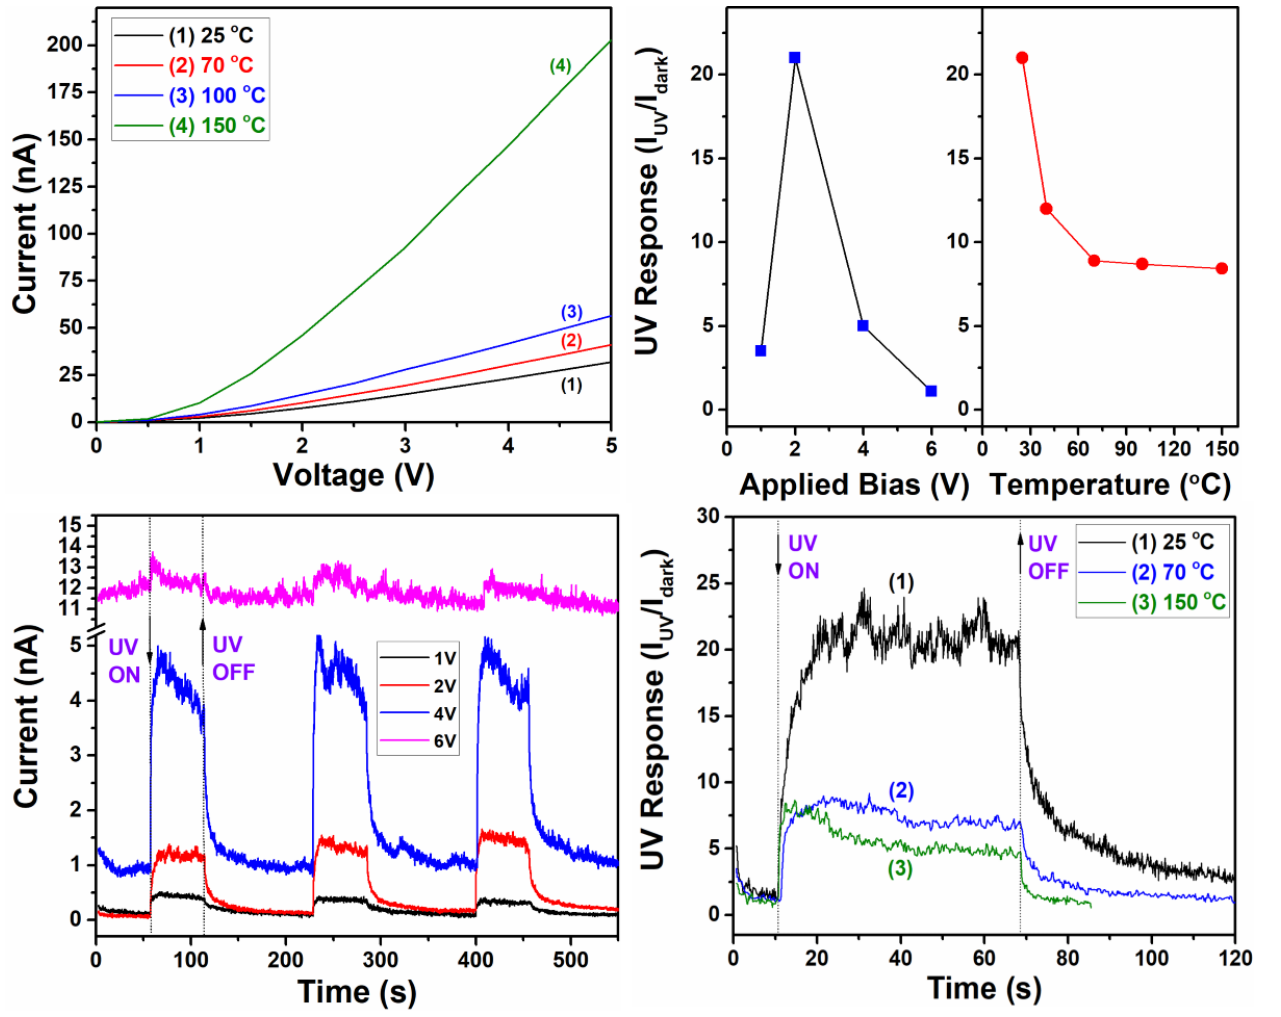 200
175
150
125
100
75
50
25
0
Current (nA)
(1) 25 °C
(2) 70 °C
(3) 100 °C
(4) 150 °C
(4)
(3)
(2)
(1)
0 1 2 3 4 5
Voltage (V)
UV Response (I_UV/I_dark)
20
15
10
5
0
20
15
10
5
0
0 2 4 6
0 30 60 90 120 150
Applied Bias (V)
Temperature (°C)
15
14
13
12
11
5
4
3
2
1
0
Current (nA)
UV
ON
UV
OFF
1V
2V
4V
6V
0 100 200 300 400 500
Time (s)
30
25
20
15
10
5
0
UV Response (I_UV/I_dark)
UV
ON
UV
OFF
(1) 25 °C
(2) 70 °C
(3) 150 °C
(1)
(2)
(3)
0 20 40 60 80 100 120
Time (s)